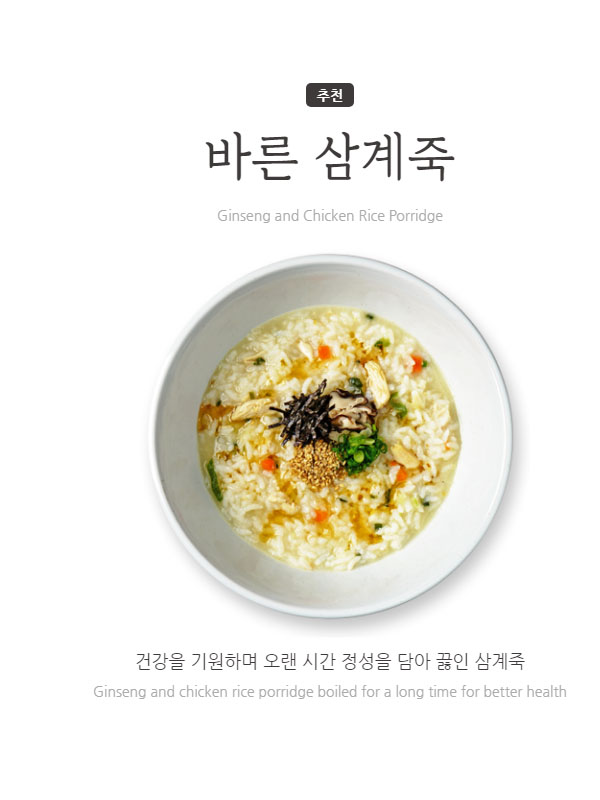 추천
바른 삼계죽
Ginseng and Chicken Rice Porridge
건강을 기원하며 오랜 시간 정성을 담아 끓인 삼계죽
Ginseng and chicken rice porridge boiled for a long time for better health